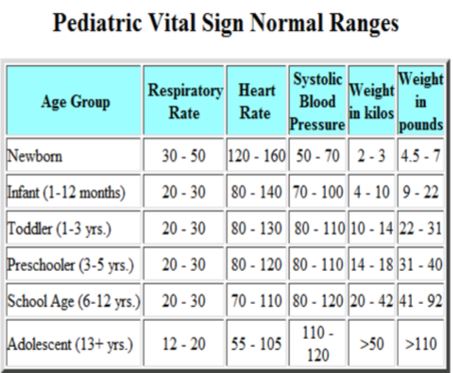 Pediatric Vital Sign Normal Ranges
Age Group Respiratory Rate Heart Rate Systolic Blood Pressure Weight in kilos Weight in pounds
Newborn 30 - 50 120 - 160 50 - 70 2 - 3 4.5 - 7
Infant (1-12 months) 20 - 30 80 - 140 70 - 100 4 - 10 9 - 22
Toddler (1-3 yrs.) 20 - 30 80 - 130 80 - 110 10 - 14 22 - 31
Preschooler (3-5 yrs.) 20 - 30 80 - 120 80 - 110 14 - 18 31 - 40
School Age (6-12 yrs.) 20 - 30 70 - 110 80 - 120 20 - 42 41 - 92
Adolescent (13+ yrs.) 12 - 20 55 - 105 110 - 120 >50 >110